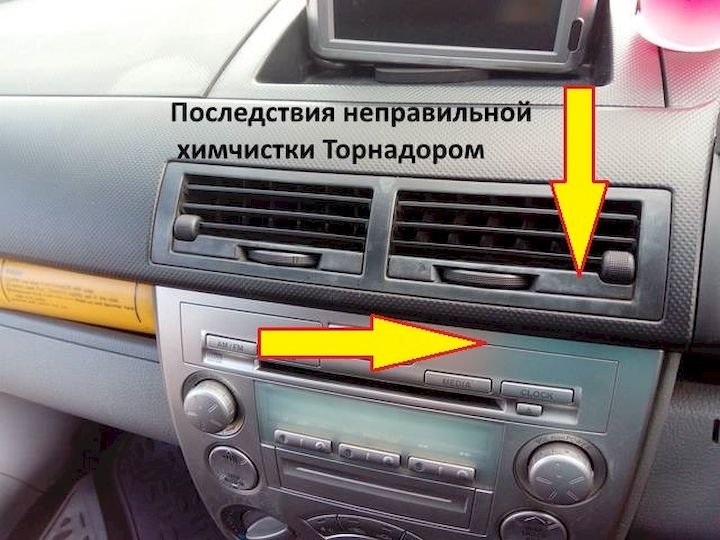 Последствия неправильной
химчистки Торнадором
AM/FM
MEDIA
CLOCK